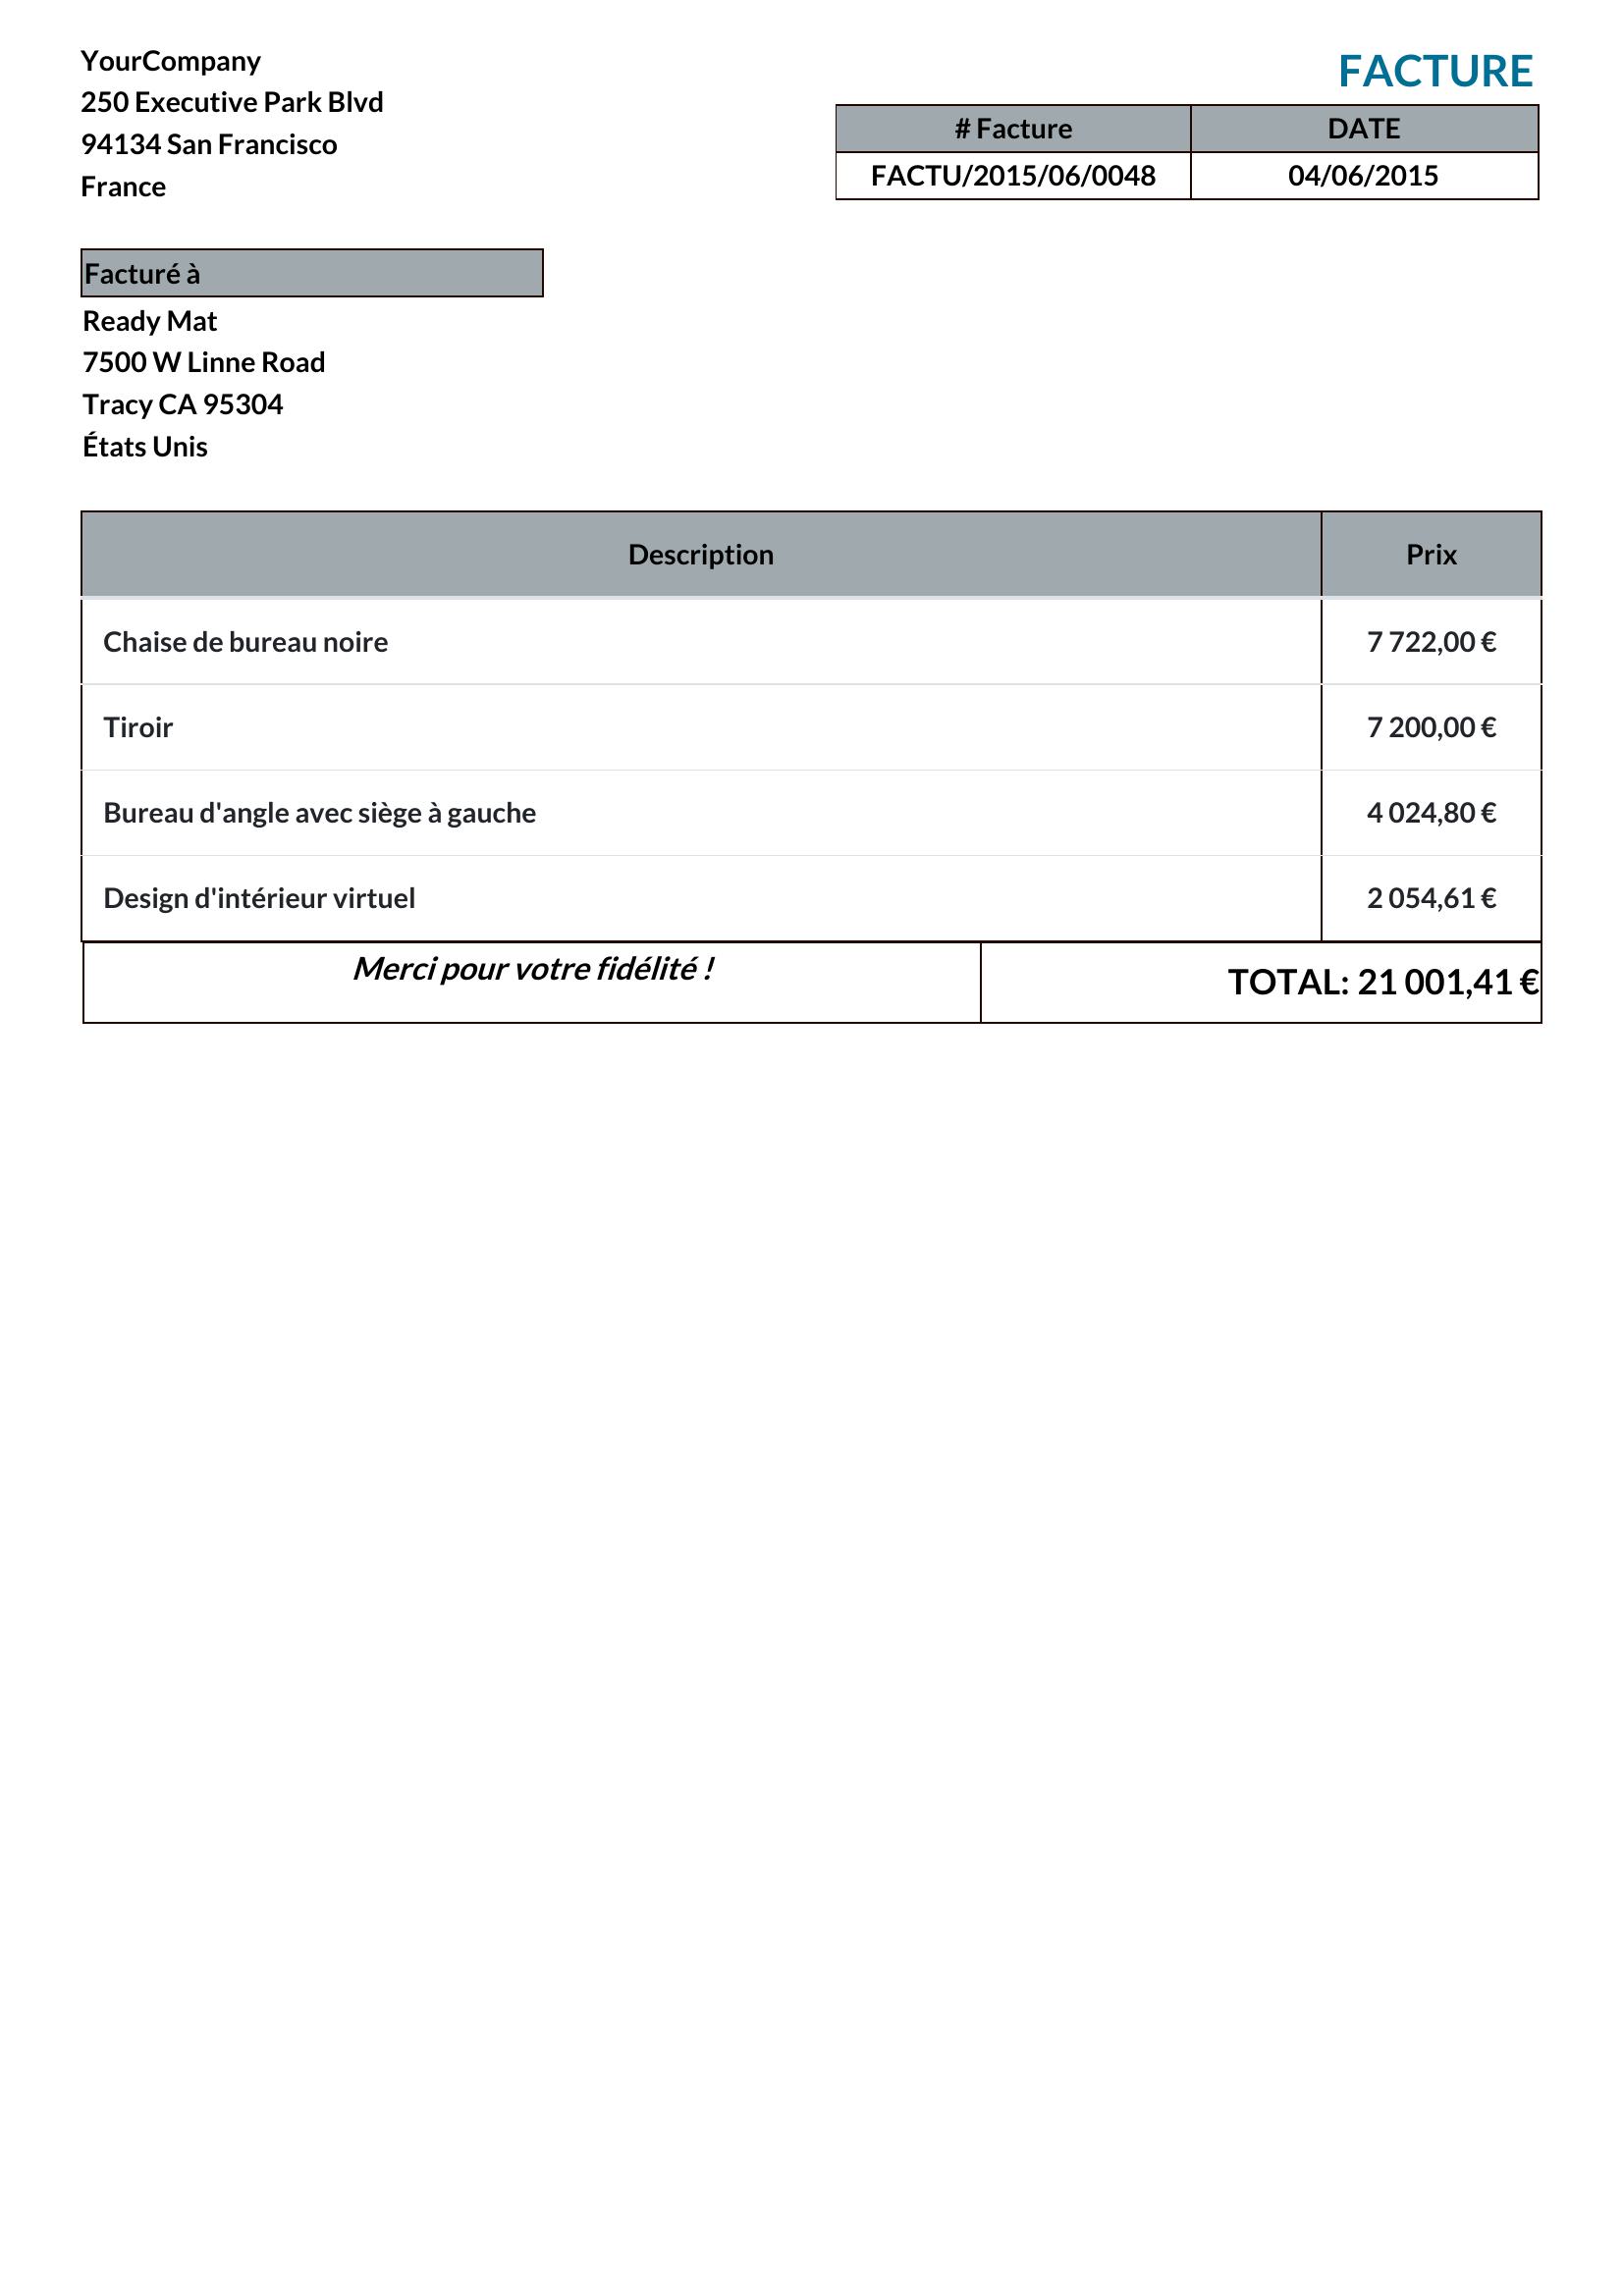 YourCompany
250 Executive Park Blvd
94134 San Francisco
France
FACTURE
# Facture DATE
FACTU/2015/06/0048 04/06/2015
Facturé à
Ready Mat
7500 W Linne Road
Tracy CA 95304
États Unis
Description Prix
Chaise de bureau noire 7 722,00 €
Tiroir 7 200,00 €
Bureau d'angle avec siège à gauche 4 024,80 €
Design d'intérieur virtuel 2 054,61 €
Merci pour votre fidélité !
TOTAL: 21 001,41 €